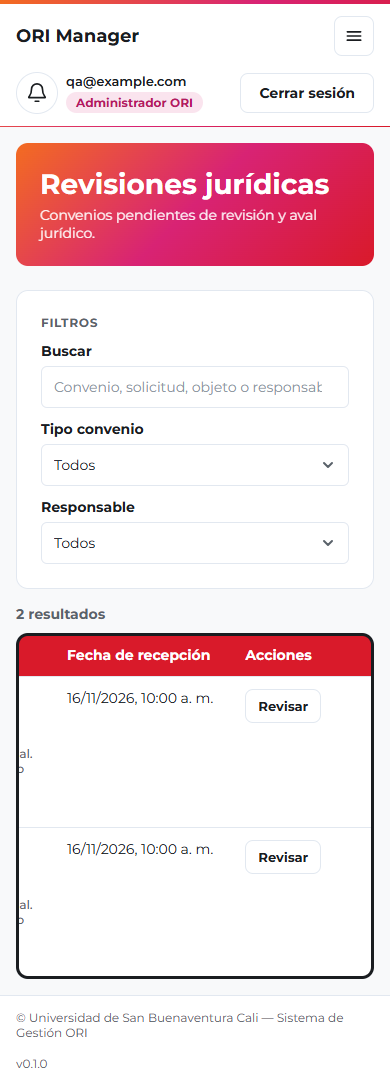 ORI Manager
qa@example.com
Administrador ORI
Cerrar sesión
Revisiones jurídicas
Convenios pendientes de revisión y aval
jurídico.
FILTROS
Buscar
Convenio, solicitud, objeto o
Tipo convenio
Todos
Responsable
Todos
2 resultados
Fecha de recepción Acciones
16/11/2026, 10:00 a. m. Revisar
al.
o
16/11/2026, 10:00 a. m. Revisar
al.
o
© Universidad de San Buenaventura Cali — Sistema de
Gestión ORI
v0.1.0